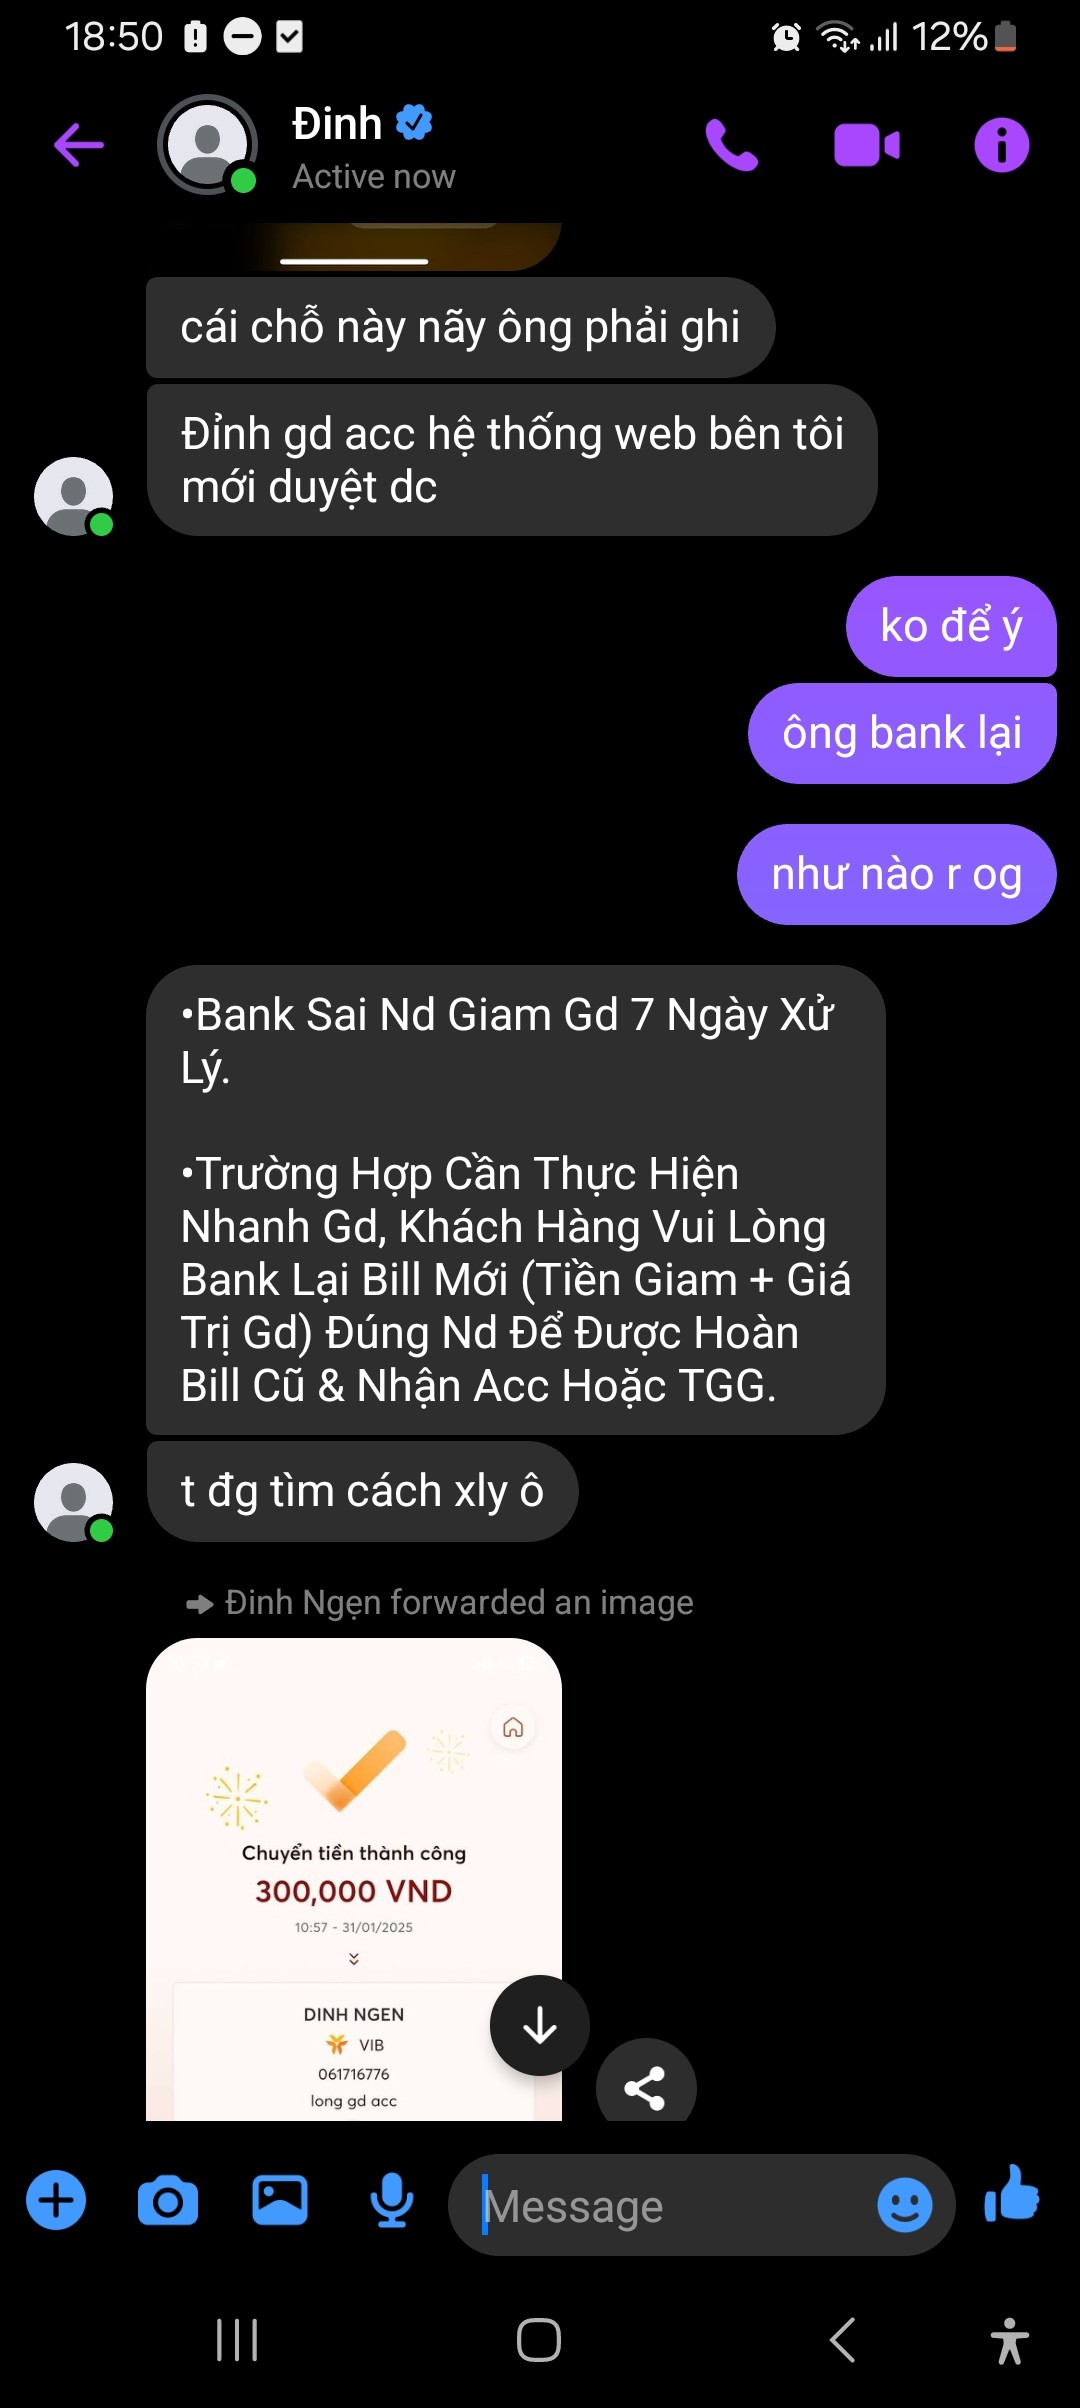 18:50
12%
Đinh
Active now
cái chỗ này nãy ông phải ghi
Đỉnh gd acc hệ thống web bên tôi
mới duyệt dc
ko để ý
ông bank lại
như nào r og
•Bank Sai Nd Giam Gd 7 Ngày Xử
Lý.
•Trường Hợp Cần Thực Hiện
Nhanh Gd, Khách Hàng Vui Lòng
Bank Lại Bill Mới (Tiền Giam + Giá
Trị Gd) Đúng Nd Để Được Hoàn
Bill Cũ & Nhận Acc Hoặc TGG.
t đg tìm cách xly ô
Đinh Ngẹn forwarded an image
Chuyển tiền thành công
300,000 VND
10:57 - 31/01/2025
DINH NGEN
VIB
061716776
long gd acc
Message